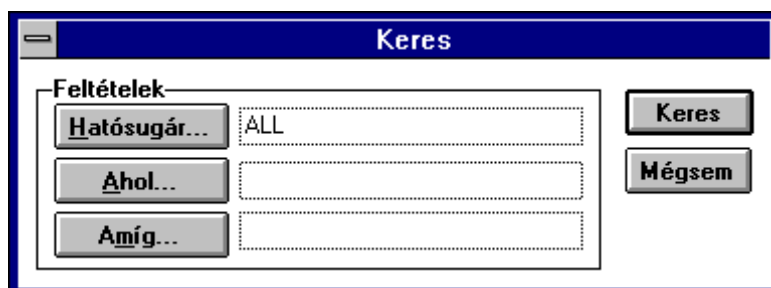 Keres
Feltételek
Hatósugár... ALL
Keres
Ahol...
Mégsem
Amíg...